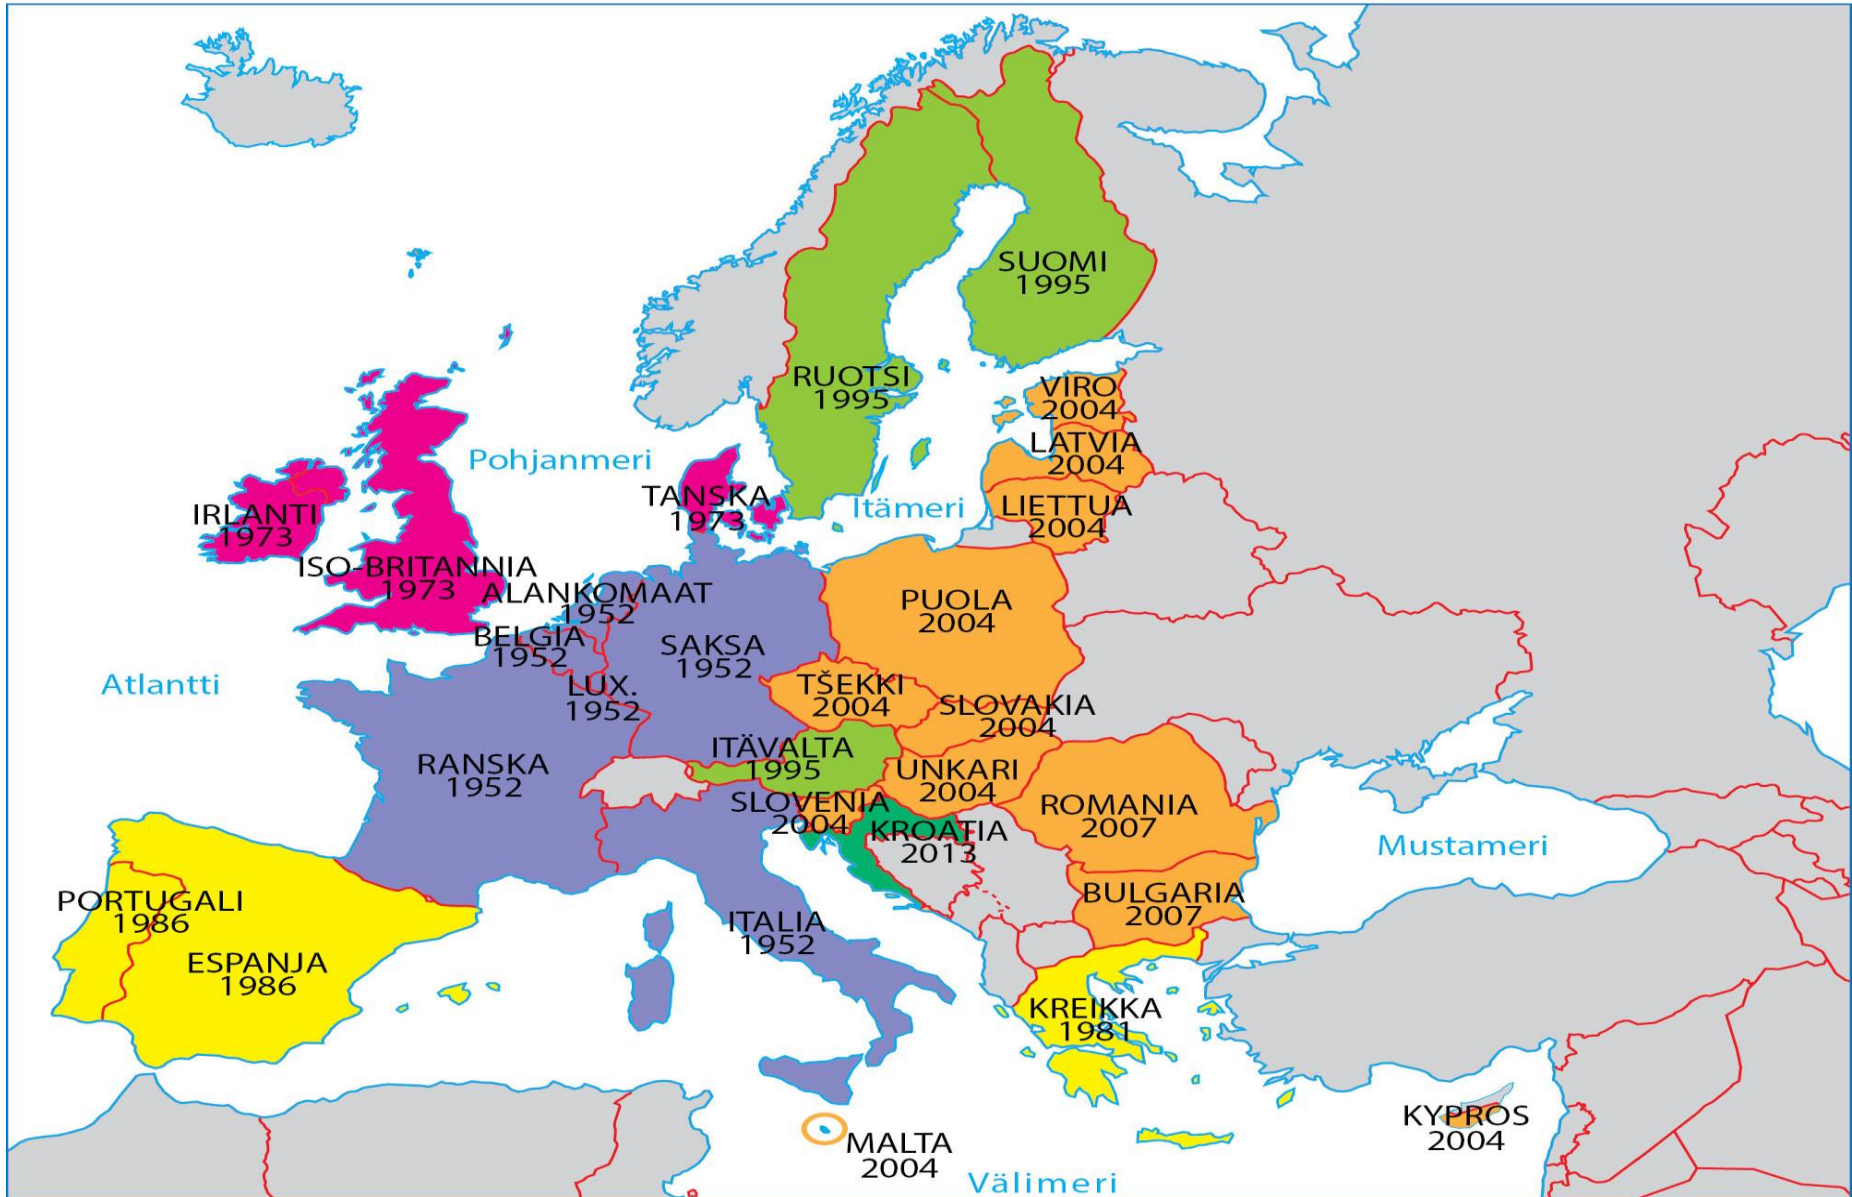 SUOMI
1995
RUOTSI
1995
VIRO
2004
LATVIA
2004
Pohjanmeri
TANSKA
1973
Itämeri
LIETTUA
2004
IRLANTI
1973
ISO-BRITANNIA
1973
ALANKOMAAT
1952
PUOLA
2004
BELGIA
1952
SAKSA
1952
Atlantti
LUX.
1952
TŠEKKI
2004
SLOVAKIA
2004
ITÄVALTA
1995
RANSKA
1952
UNKARI
2004
SLOVENIA
2004
ROMANIA
2007
KROATIA
2013
Mustameri
PORTUGALI
1986
BULGARIA
2007
ITALIA
1952
ESPANJA
1986
KREIKKA
1981
KYPROS
2004
MALTA
2004
Välimeri